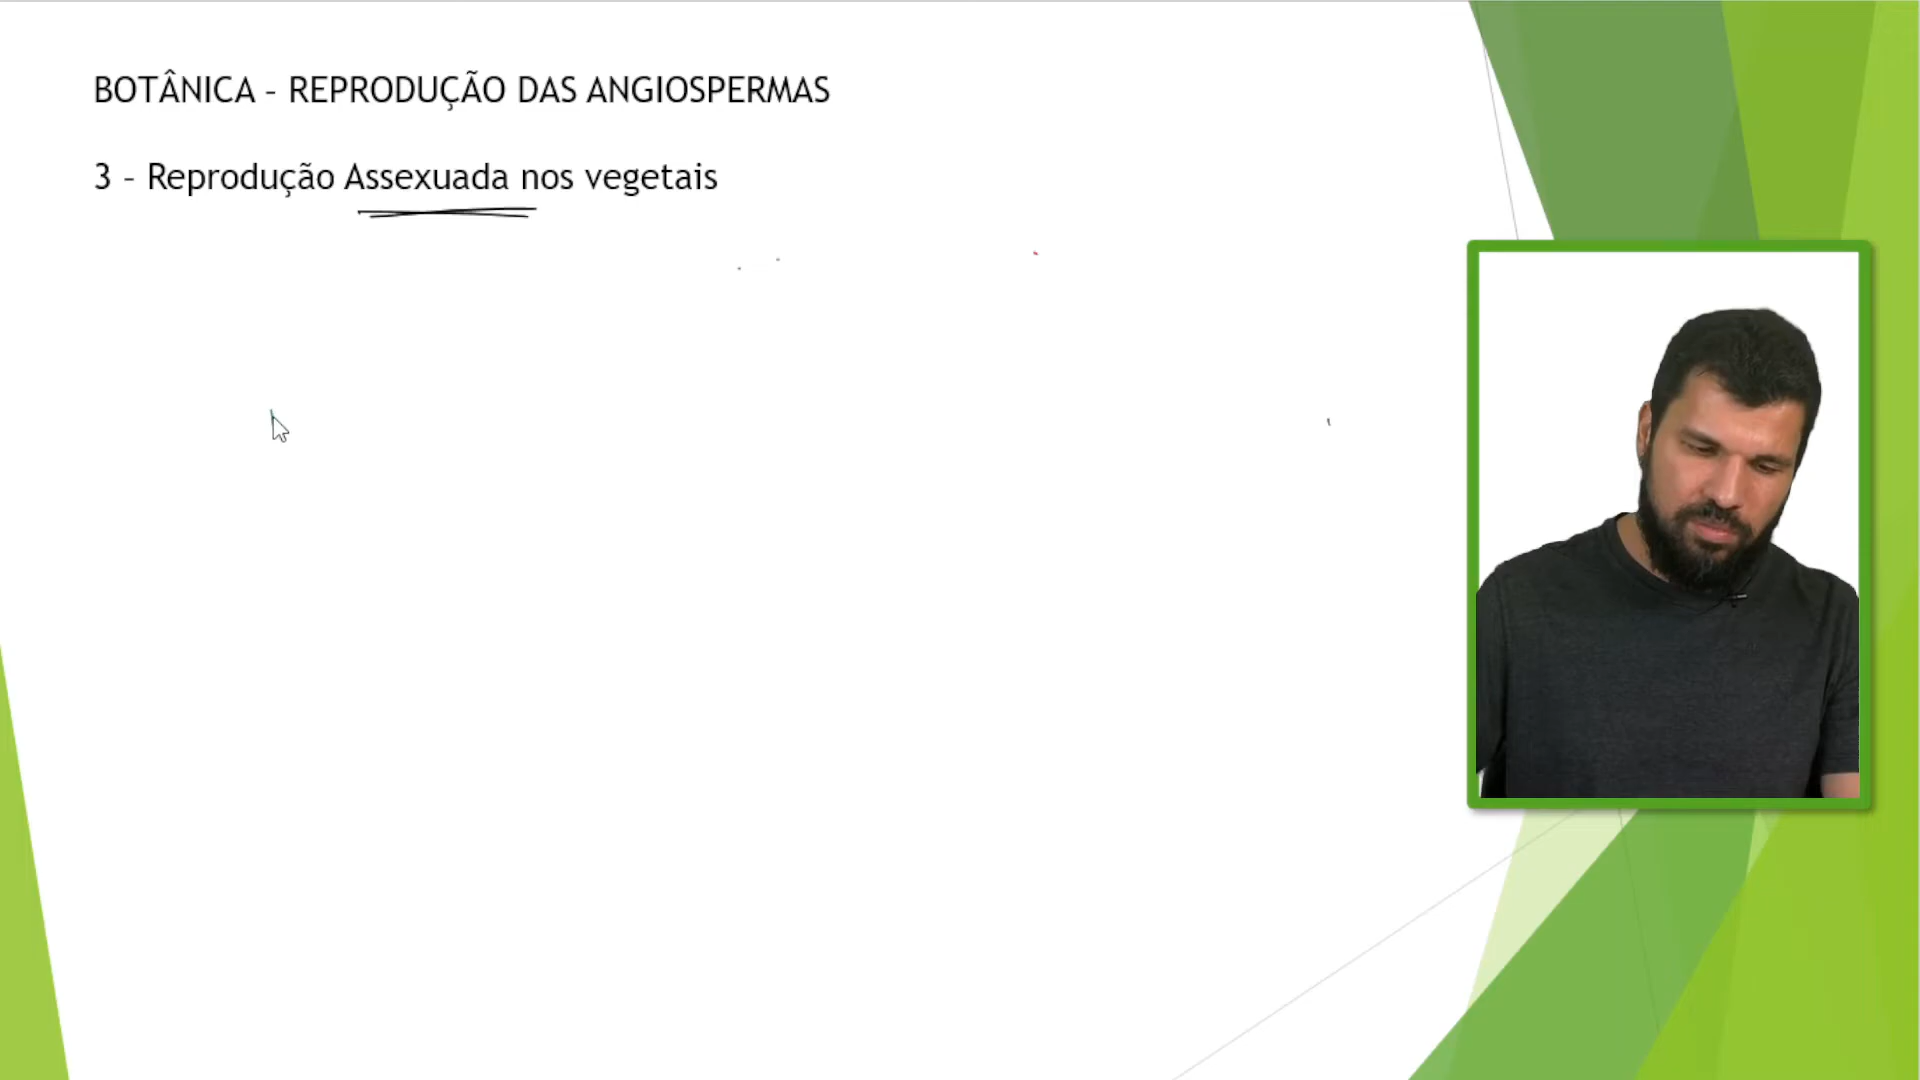 BOTÂNICA – REPRODUÇÃO DAS ANGIOSPERMAS
3 – Reprodução Assexuada nos vegetais